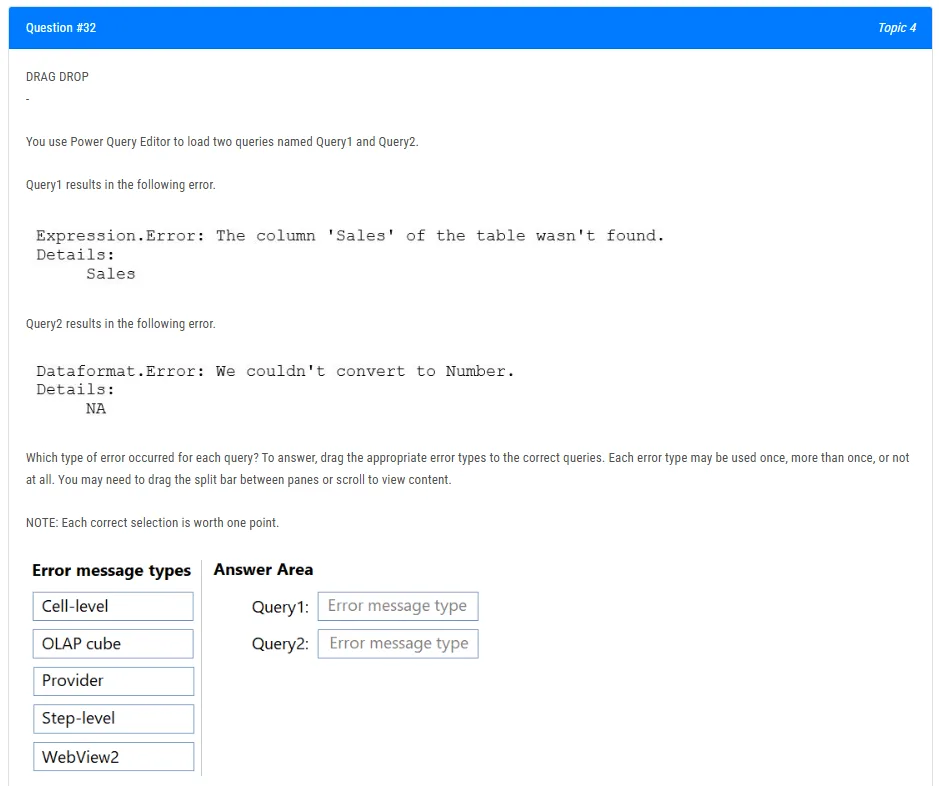 Question #32
Topic 4
DRAG DROP
-
You use Power Query Editor to load two queries named Query1 and Query2.
Query1 results in the following error.
Expression.Error: The column 'Sales' of the table wasn't found.
Details:
Sales
Query2 results in the following error.
Dataformat.Error: We couldn't convert to Number.
Details:
NA
Which type of error occurred for each query? To answer, drag the appropriate error types to the correct queries. Each error type may be used once, more than once, or not
at all. You may need to drag the split bar between panes or scroll to view content.
NOTE: Each correct selection is worth one point.
Error message types
Cell-level
OLAP cube
Provider
Step-level
WebView2
Answer Area
Query1: Error message type
Query2: Error message type